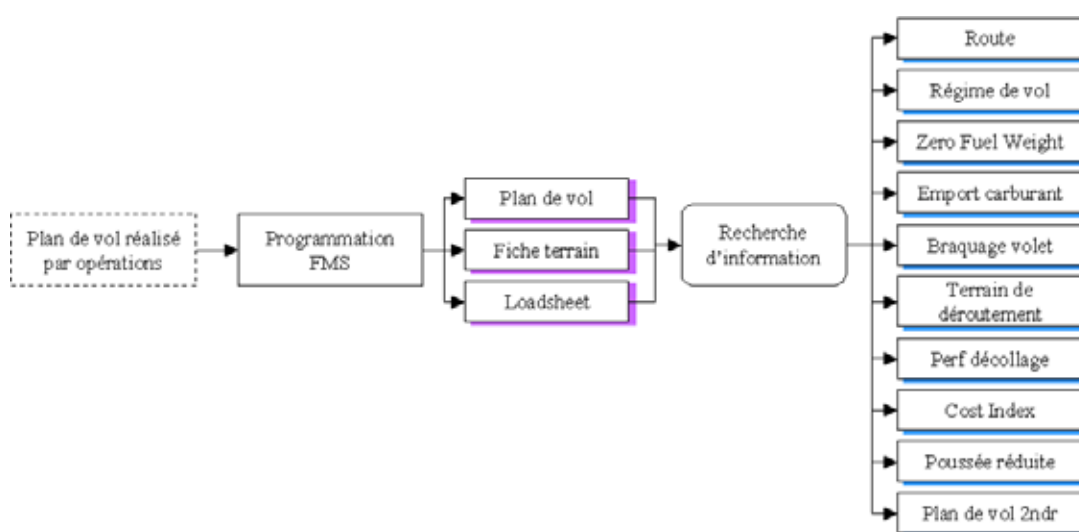 Plan de vol réalisé
par opérations
Programmation
FMS
Plan de vol
Fiche terrain
Loadsheet
Recherche
d'information
Route
Régime de vol
Zero Fuel Weight
Emport carburant
Braquage volet
Terrain de
déroutement
Perf décollage
Cost Index
Poussée réduite
Plan de vol 2ndr